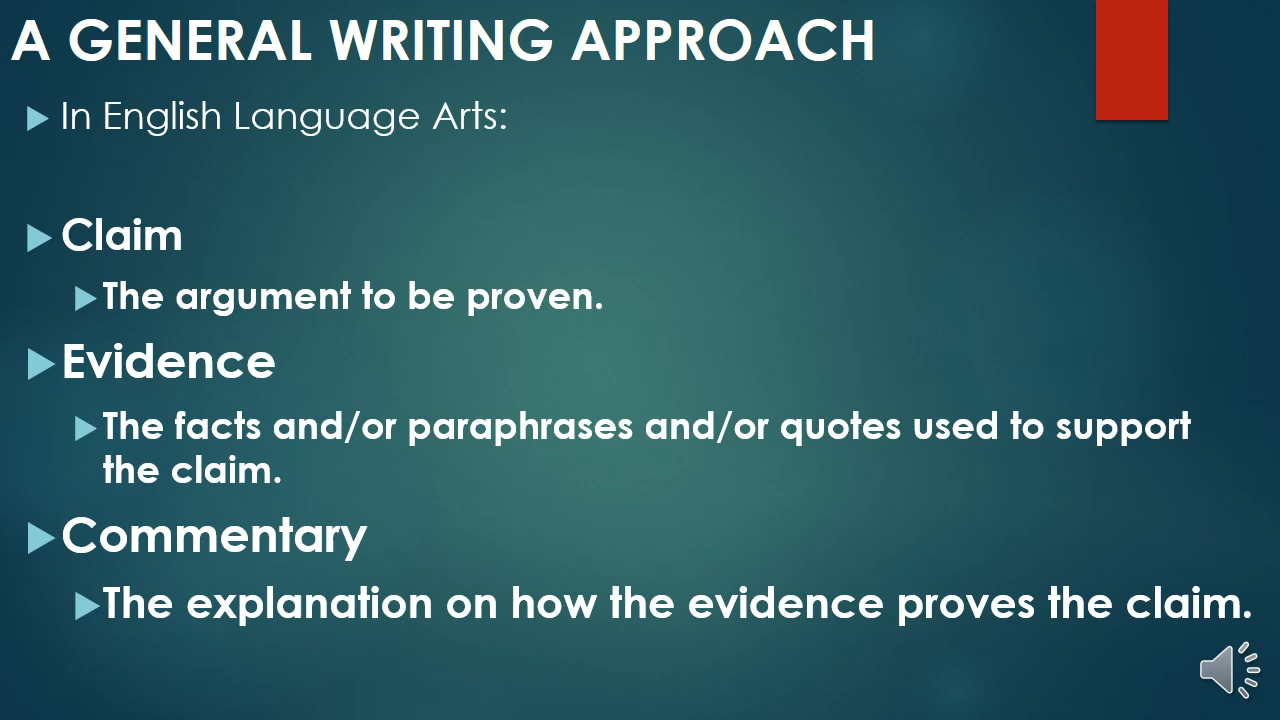 A GENERAL WRITING APPROACH
In English Language Arts:
Claim
The argument to be proven.
Evidence
The facts and/or paraphrases and/or quotes used to support
the claim.
Commentary
The explanation on how the evidence proves the claim.